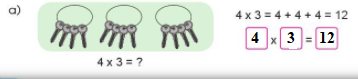 a)
4 x 3 = ?
4 x 3 = 4 + 4 + 4 = 12
4 x 3 = 12